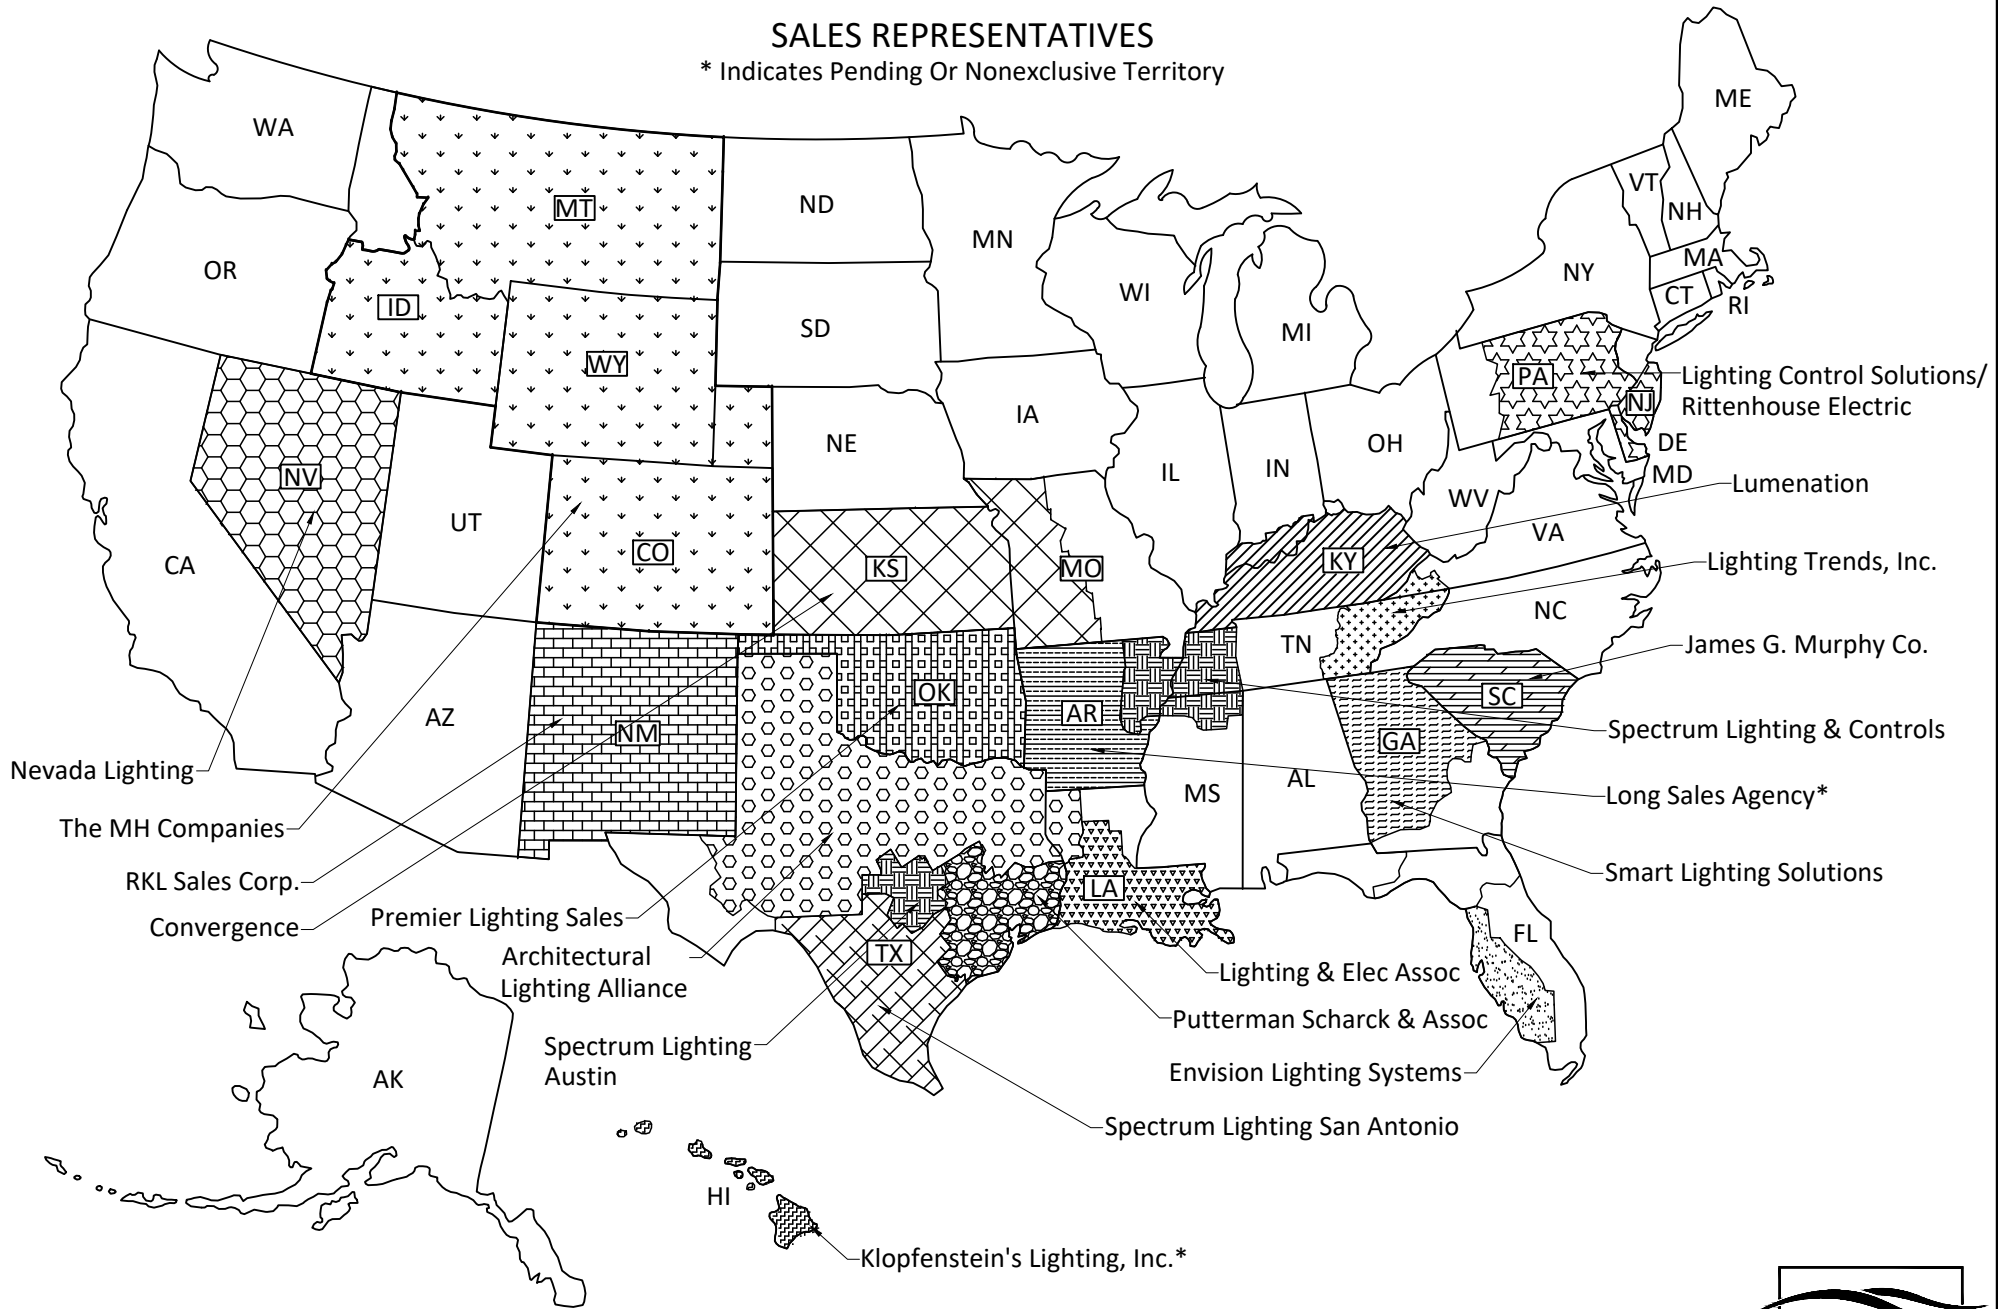 SALES REPRESENTATIVES
* Indicates Pending Or Nonexclusive Territory
ME
WA
VT
MT
ND
NH
MN
MA
OR
NY
CT
RI
ID
WI
SD
MI
WY
PA
Lighting Control Solutions/
Rittenhouse Electric
NJ
IA
NE
OH
DE
NV
IL
IN
MD
Lumenation
WV
UT
VA
CO
CA
KS
MO
KY
Lighting Trends, Inc.
NC
TN
James G. Murphy Co.
OK
SC
AZ
AR
NM
GA
Spectrum Lighting & Controls
Nevada Lighting
AL
MS
Long Sales Agency*
The MH Companies
RKL Sales Corp.
Smart Lighting Solutions
LA
Premier Lighting Sales
Convergence
FL
TX
Architectural
Lighting Alliance
Lighting & Elec Assoc
Putterman Scharck & Assoc
Spectrum Lighting
Austin
Envision Lighting Systems
AK
Spectrum Lighting San Antonio
HI
Klopfenstein's Lighting, Inc.*